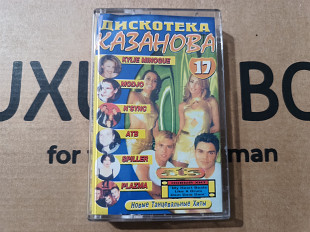 ДИСКОТЕКА
КАЗАНОВА
17
KYLIE MINOGUE
MODJO
N'SYNC
ATB
SPILLER
PLAZMA
Новые Танцевальные Хиты
UXU
BO
for
man